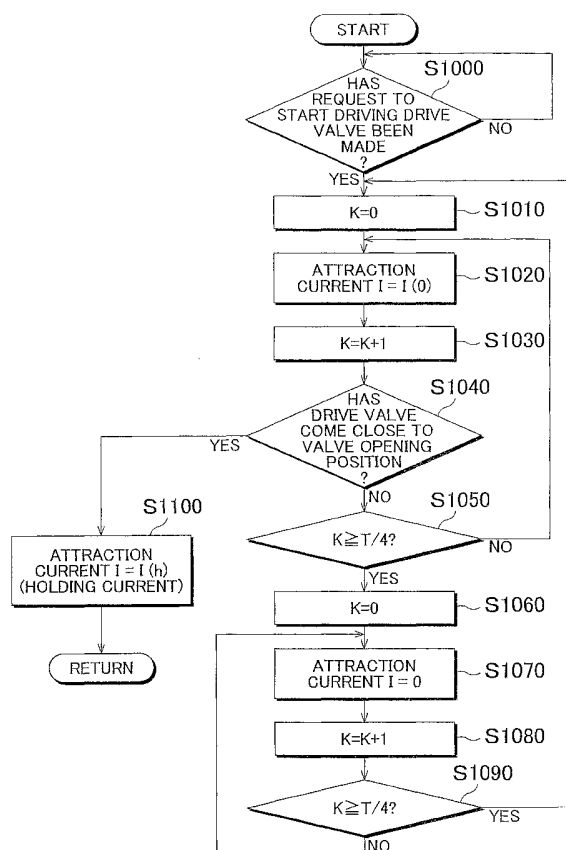 START
S1000
HAS
REQUEST TO
START DRIVING DRIVE
VALVE BEEN
MADE
?
NO
YES
K=0
S1010
ATTRACTION
CURRENT I = I (0)
S1020
K=K+1
S1030
S1040
HAS
DRIVE VALVE
COME CLOSE TO
VALVE OPENING
POSITION
?
YES
NO
S1100
ATTRACTION
CURRENT I = I (h)
(HOLDING CURRENT)
RETURN
S1050
K≧T/4?
NO
YES
K=0
S1060
ATTRACTION
CURRENT I = 0
S1070
K=K+1
S1080
S1090
K≧T/4?
YES
NO